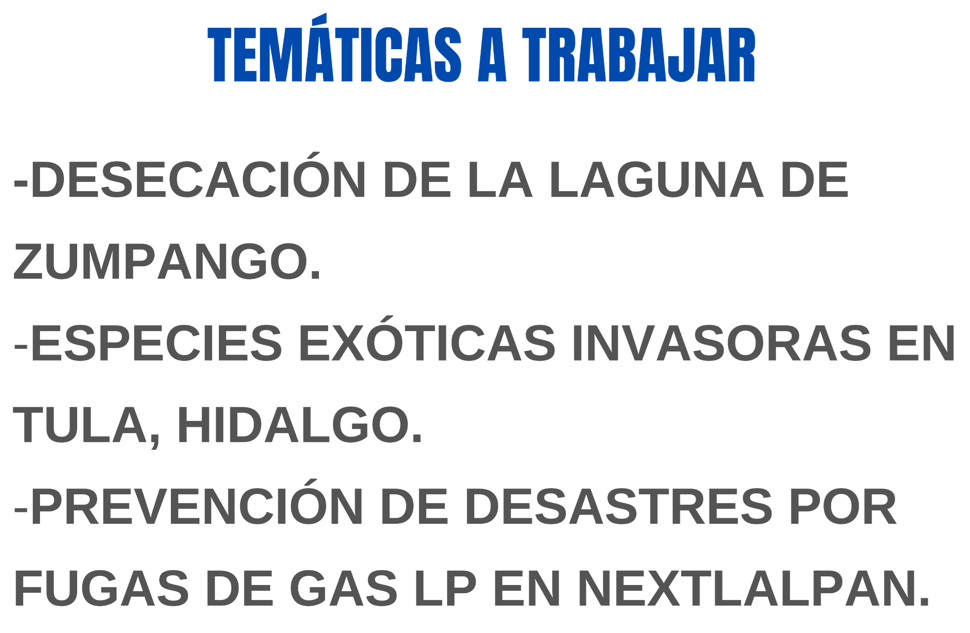 TEMÁTICAS A TRABAJAR
-DESECACIÓN DE LA LAGUNA DE
ZUMPANGO.
-ESPECIES EXÓTICAS INVASORAS EN
TULA, HIDALGO.
-PREVENCIÓN DE DESASTRES POR
FUGAS DE GAS LP EN NEXTLALPAN.